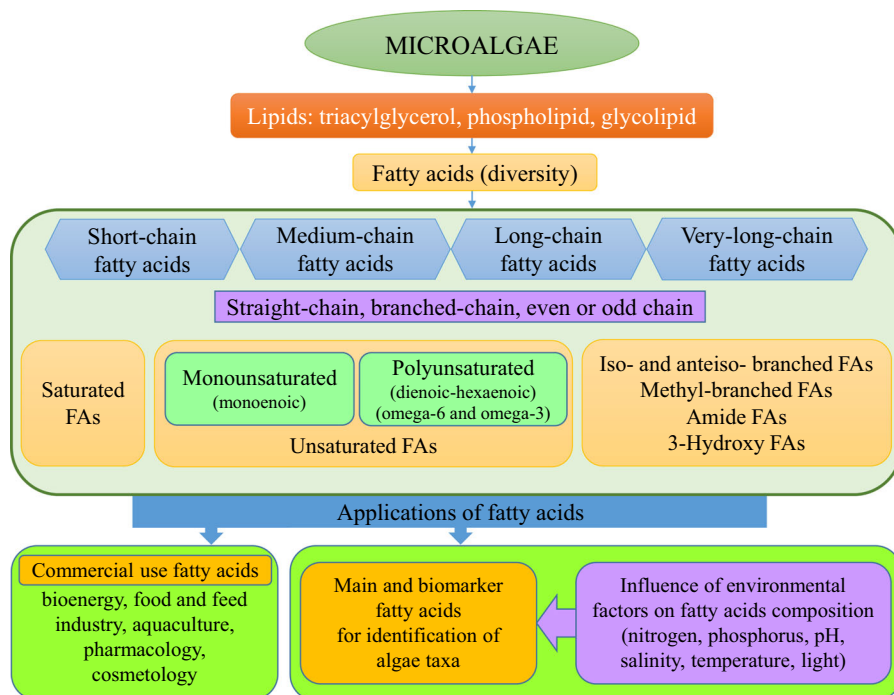 MICROALGAE
Lipids: triacylglycerol, phospholipid, glycolipid
Fatty acids (diversity)
Short-chain
fatty acids
Medium-chain
fatty acids
Long-chain
fatty acids
Very-long-chain
fatty acids
Straight-chain, branched-chain, even or odd chain
Saturated
FAs
Monounsaturated
(monoenoic)
Polyunsaturated
(dienoic-hexaenoic)
(omega-6 and omega-3)
Unsaturated FAs
Iso- and anteiso- branched FAs
Methyl-branched FAs
Amide FAs
3-Hydroxy FAs
Applications of fatty acids
Commercial use fatty acids
bioenergy, food and feed
industry, aquaculture,
pharmacology,
cosmetology
Main and biomarker
fatty acids
for identification of
algae taxa
Influence of environmental
factors on fatty acids composition
(nitrogen, phosphorus, pH,
salinity, temperature, light)